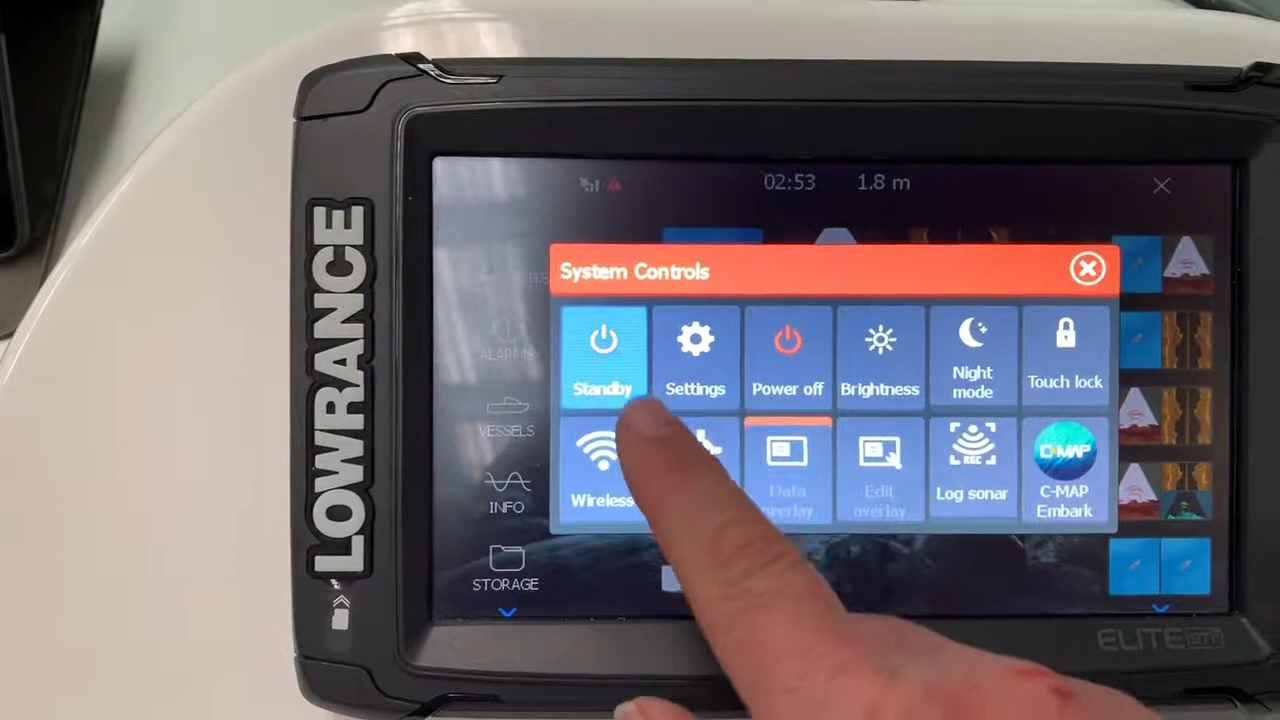 LOWRANCE
02:53
1.8 m
System Controls
Standby
Settings
Power off
Brightness
Night
mode
Touch lock
Wireless
Data
overlay
Edit
overlay
REC
Log sonar
C-MAP
C-MAP
Embark
ALARMS
VESSELS
INFO
STORAGE
ELITE